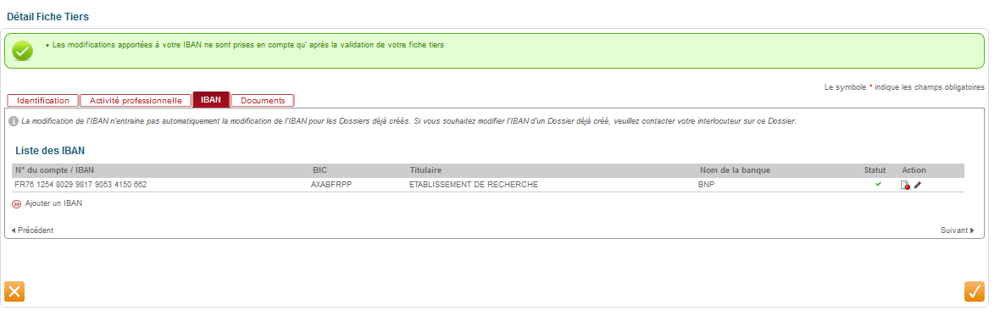 Détail Fiche Tiers
• Les modifications apportées à votre IBAN ne sont prises en compte qu' après la validation de votre fiche tiers
Le symbole * indique les champs obligatoires
Identification Activité professionnelle IBAN Documents
La modification de l'IBAN n'entraine pas automatiquement la modification de l'IBAN pour les Dossiers déjà créés. Si vous souhaitez modifier l'IBAN d'un Dossier déjà créé, veuillez contacter votre interlocuteur sur ce Dossier.
Liste des IBAN
N° du compte / IBAN BIC Titulaire Nom de la banque Statut Action
FR76 1254 8029 9817 9053 4150 662 AXABFRPP ETABLISSEMENT DE RECHERCHE BNP
Ajouter un IBAN
Précédent Suivant